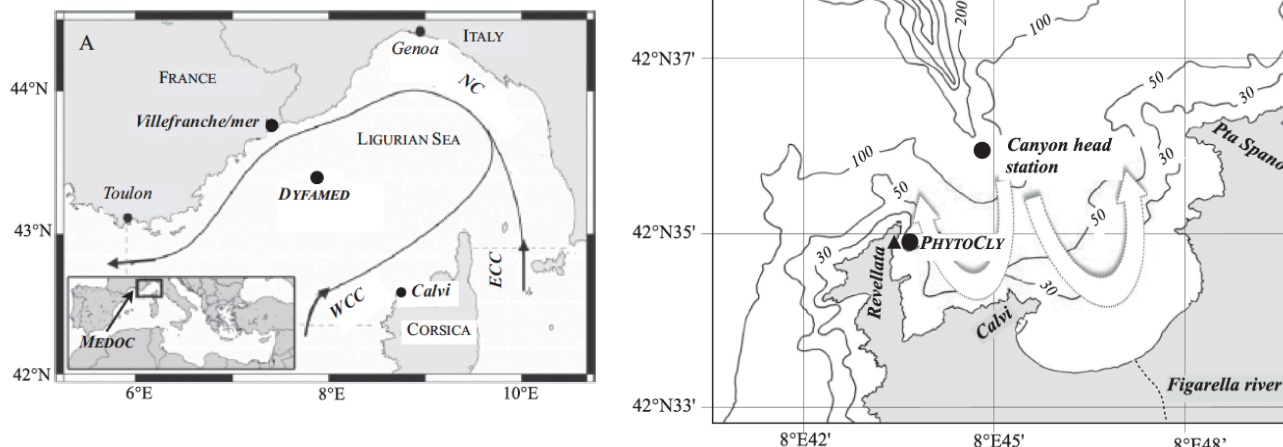 A
ITALY
Genoa
FRANCE
NC
44°N
Villefranche/mer
LIGURIAN SEA
DYFAMED
Toulon
43°N
ECC
WCC
Calvi
CORSICA
MEDOC
42°N
6°E
8°E
10°E
200
100
42°N37'
50
30
Pta Spano
100
Canyon head
station
30
50
50
42°N35'
PHYTOCLY
30
Revellata
30
Calvi
Figarella river
42°N33'
8°E42'
8°E45'
8°E48'